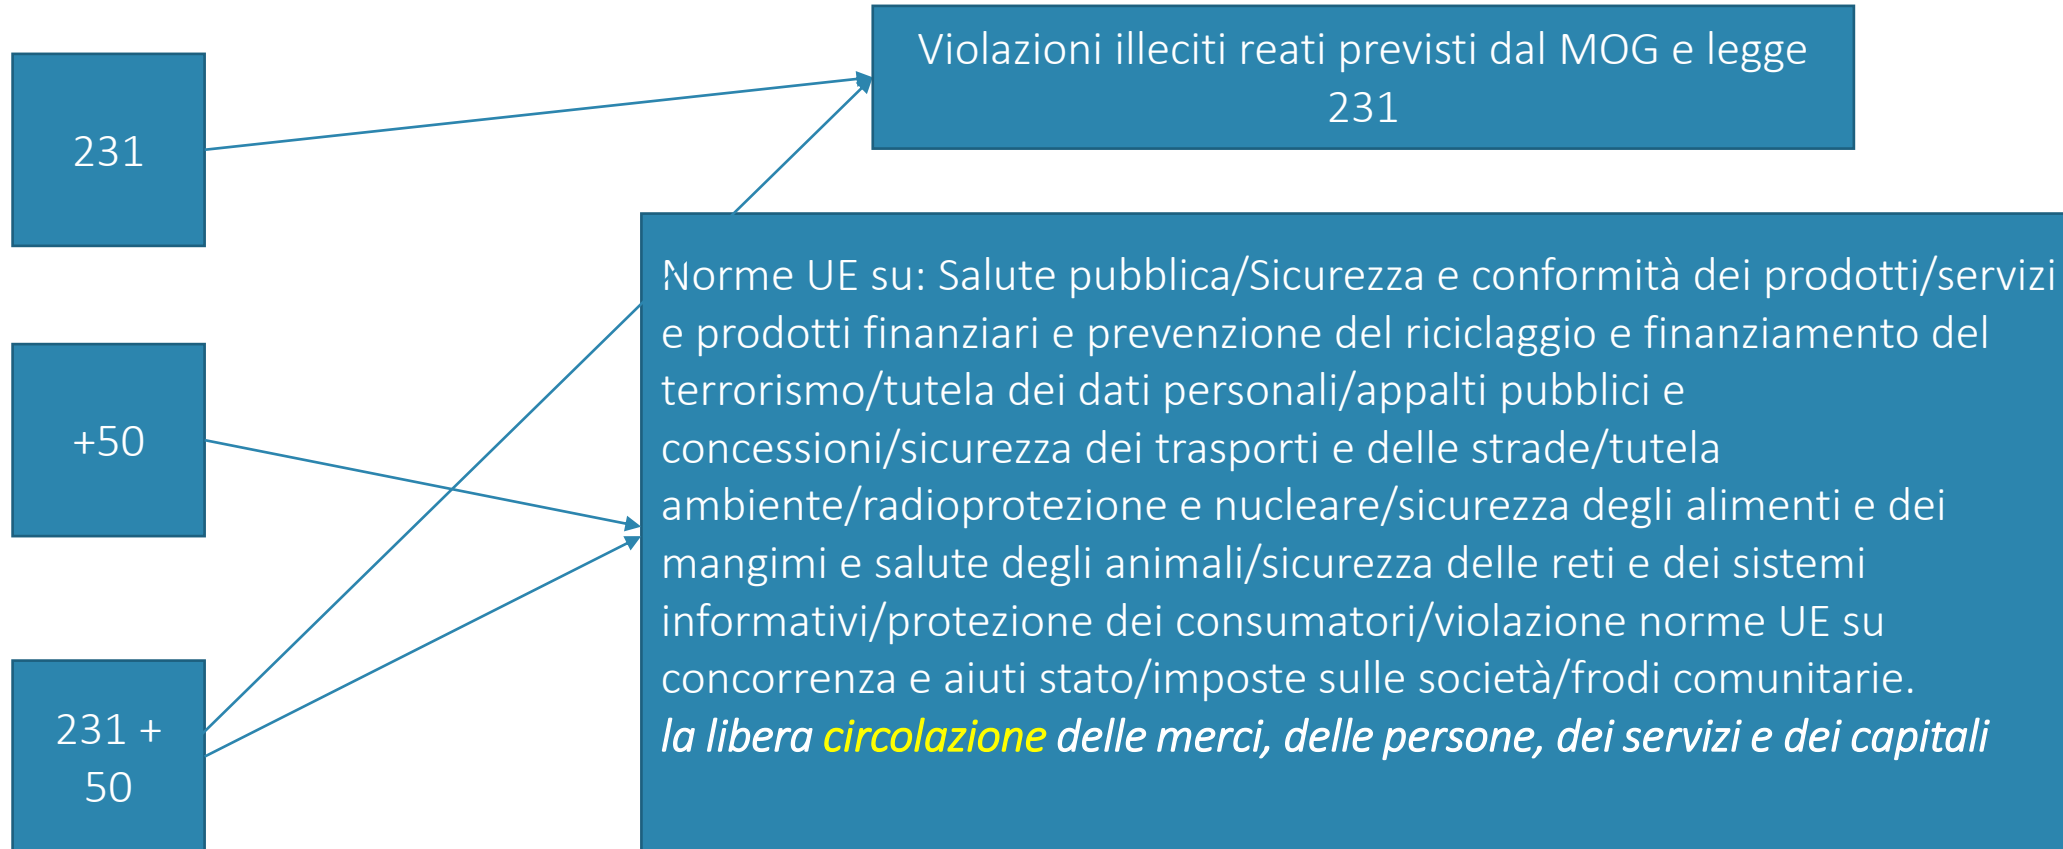 231
Violazioni illeciti reati previsti dal MOG e legge
231
+50
231 +
50
Norme UE su: Salute pubblica/Sicurezza e conformità dei prodotti/servizi
e prodotti finanziari e prevenzione del riciclaggio e finanziamento del
terrorismo/tutela dei dati personali/appalti pubblici e
concessioni/sicurezza dei trasporti e delle strade/tutela
ambiente/radioprotezione e nucleare/sicurezza degli alimenti e dei
mangimi e salute degli animali/sicurezza delle reti e dei sistemi
informativi/protezione dei consumatori/violazione norme UE su
concorrenza e aiuti stato/imposte sulle società/frodi comunitarie.
la libera circolazione delle merci, delle persone, dei servizi e dei capitali